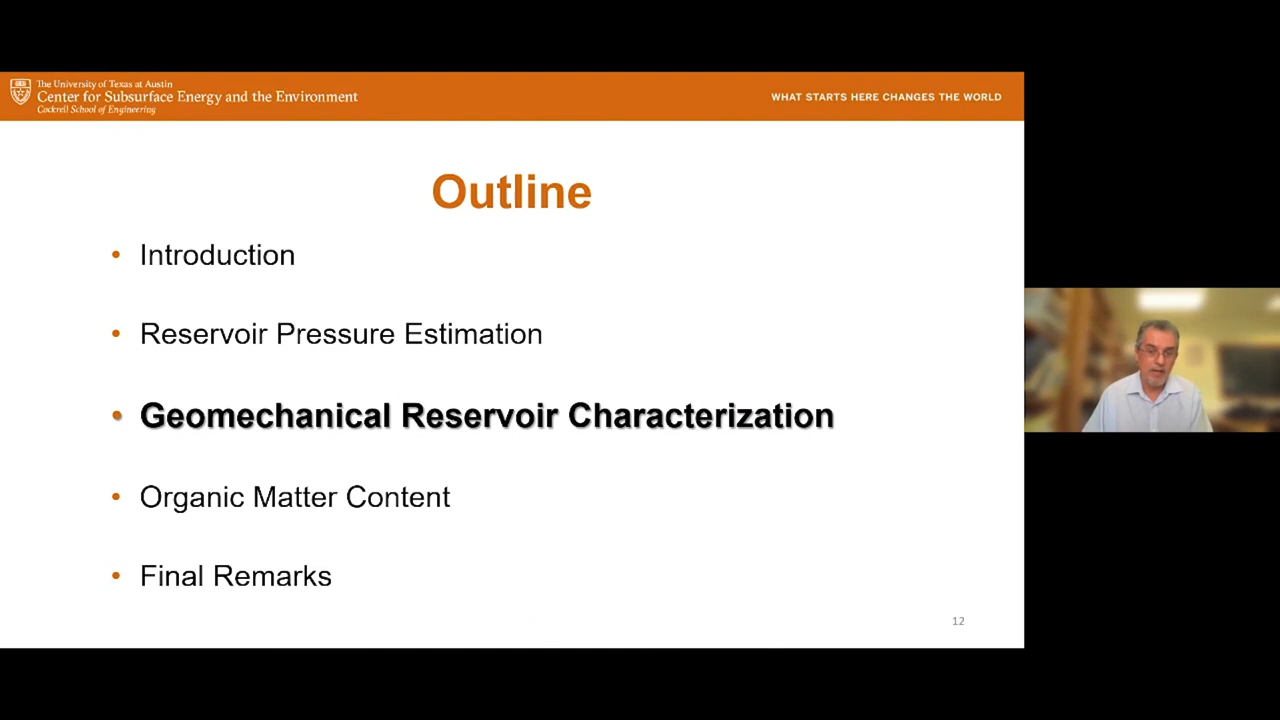 The University of Texas at Austin
Center for Subsurface Energy and the Environment
Cockrell School of Engineering
WHAT STARTS HERE CHANGES THE WORLD
Outline
• Introduction
• Reservoir Pressure Estimation
• Geomechanical Reservoir Characterization
• Organic Matter Content
• Final Remarks
12